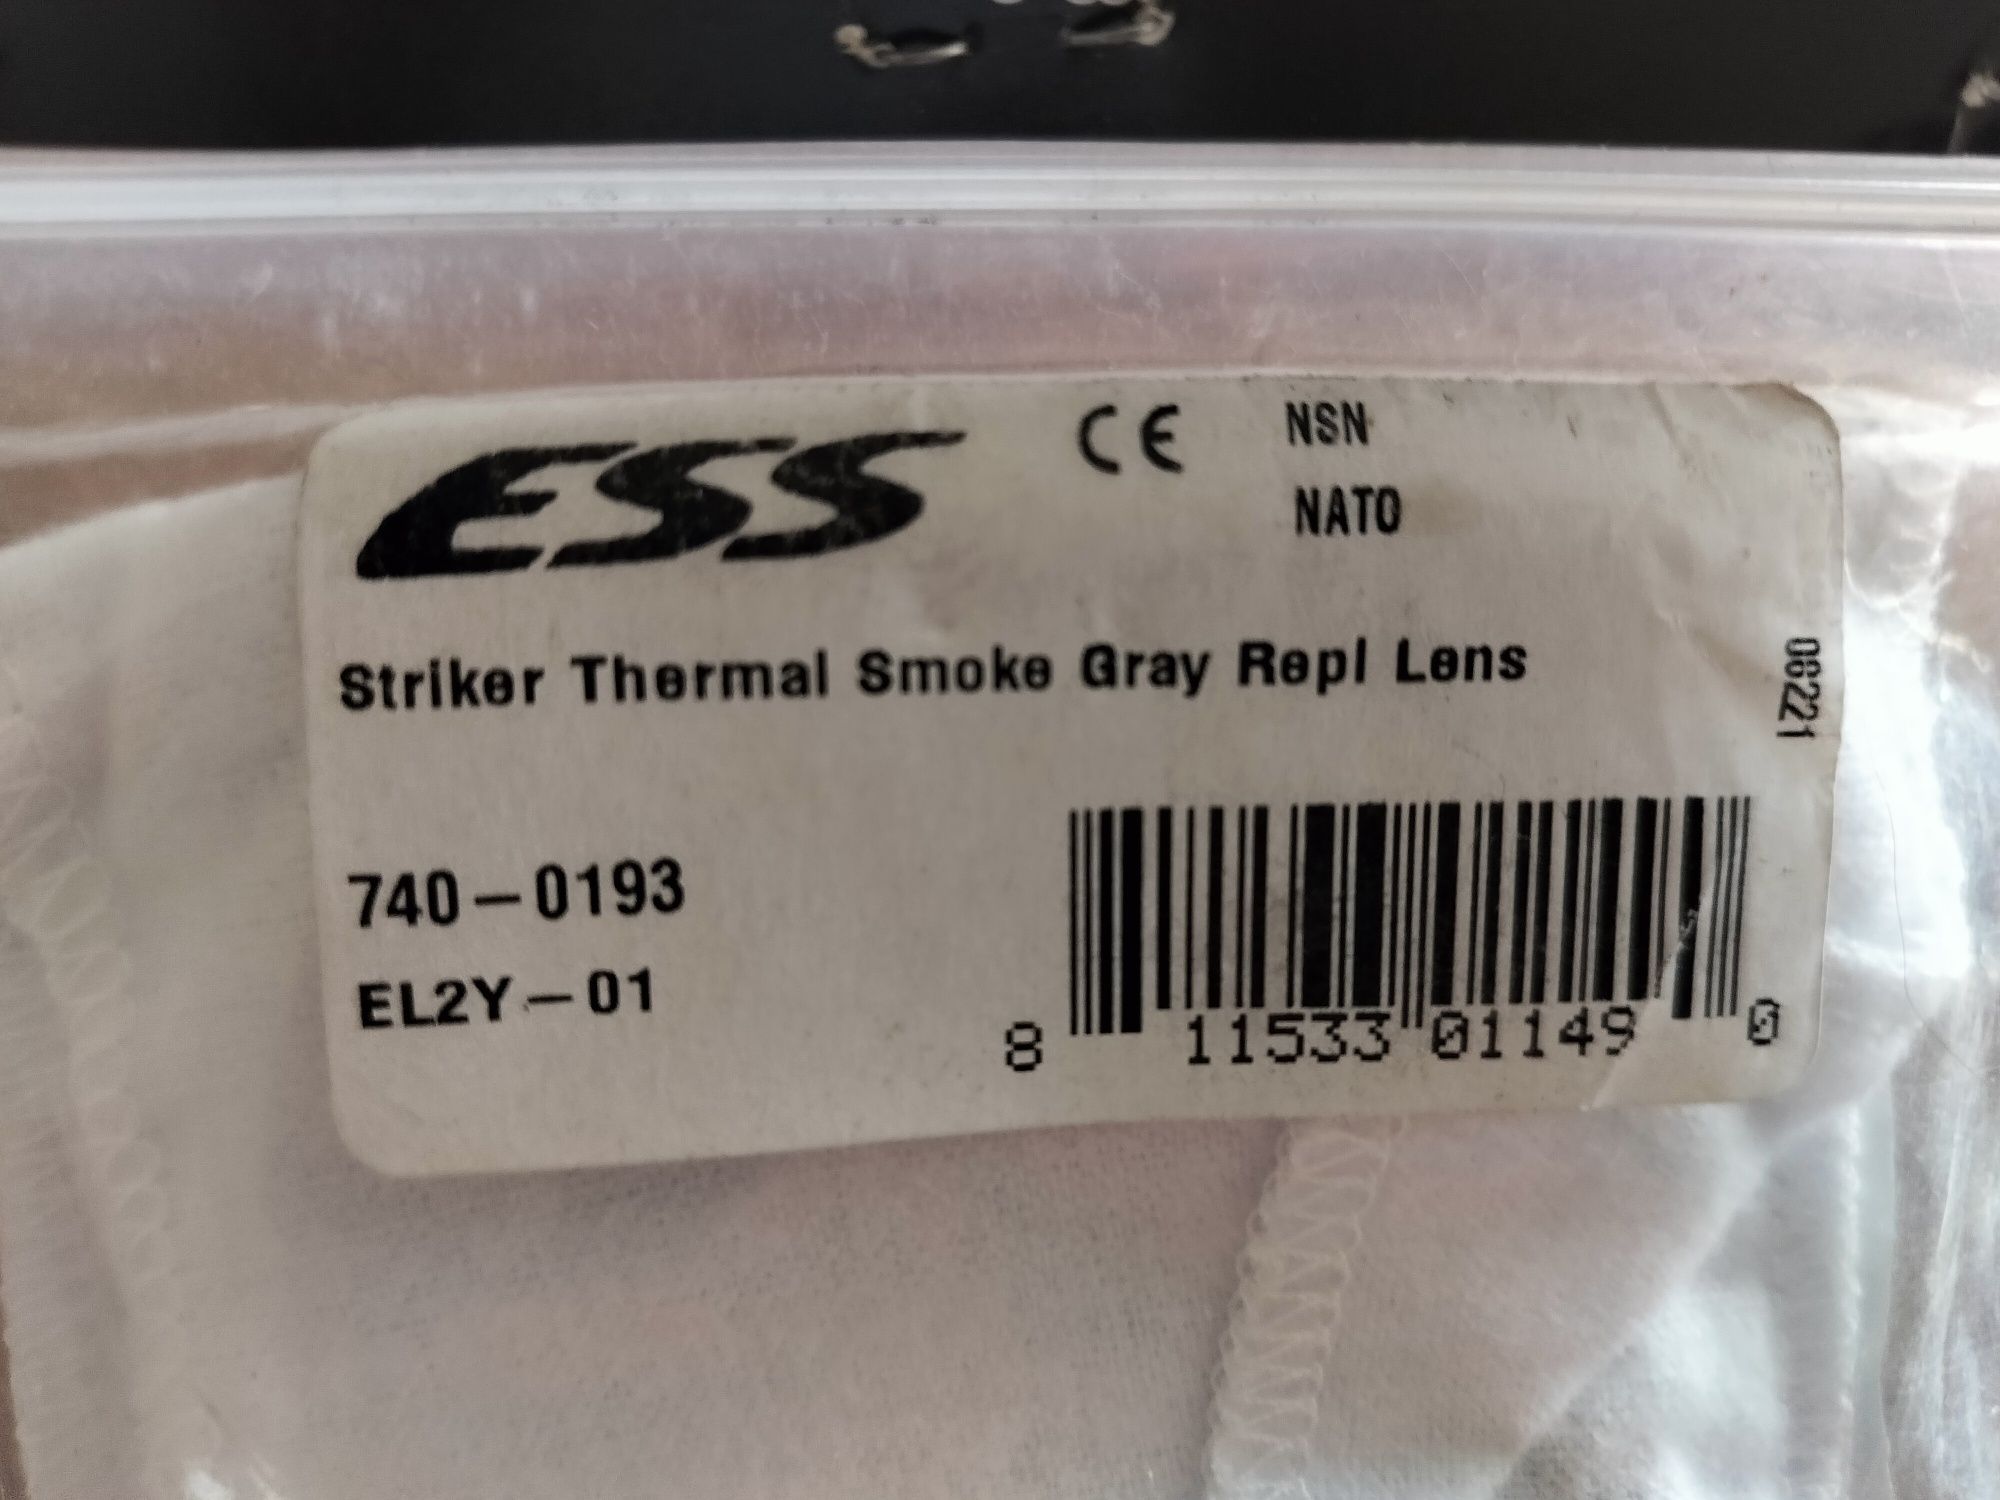 ESS
CE
NSN
NATO
Striker Thermal Smoke Gray Repl Lens
06221
740-0193
EL2Y-01
8 11533 01149 0